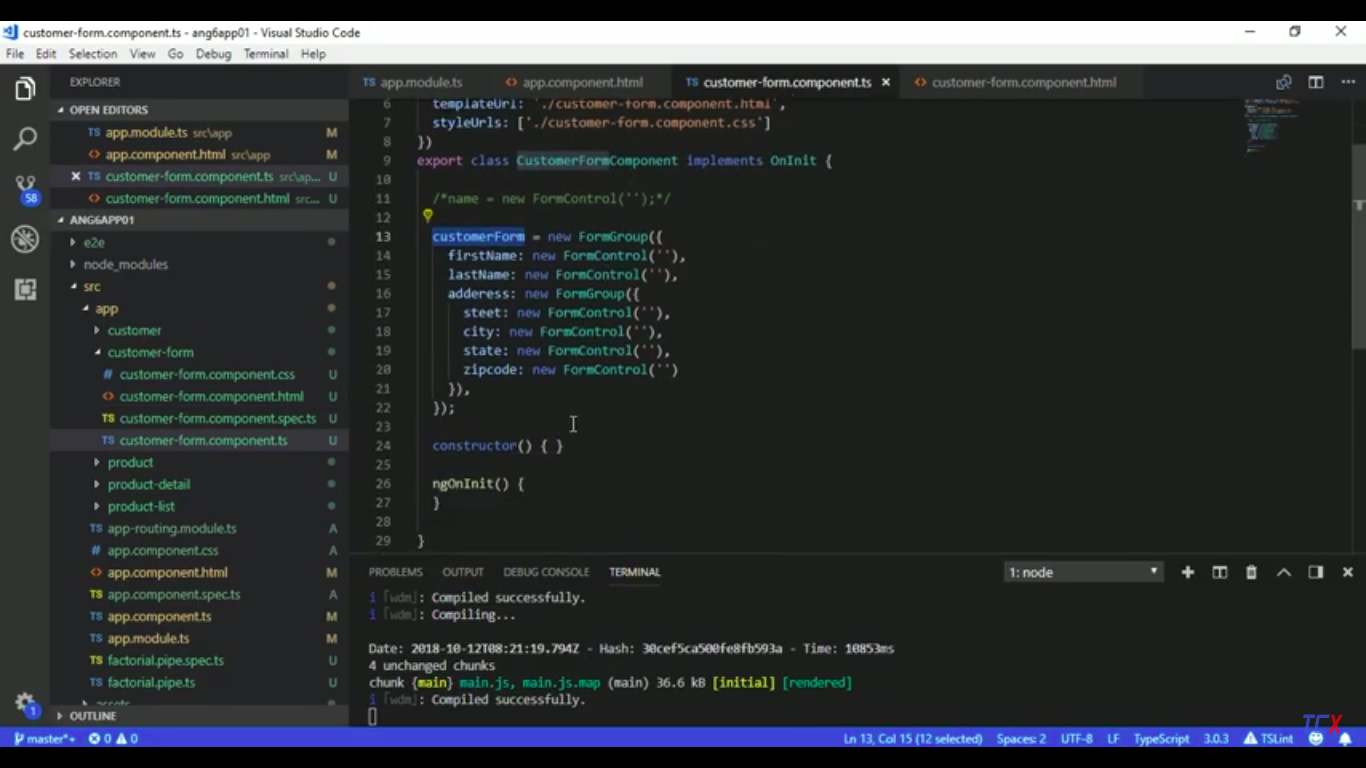 customer-form.component.ts - ang6app01 - Visual Studio Code
File Edit Selection View Go Debug Terminal Help
EXPLORER
OPEN EDITORS
TS app.module.ts src\app M
<> app.component.html src\app M
× TS customer-form.component.ts src\ap... U
<> customer-form.component.html src... U
58
ANG6APP01
e2e
node_modules
src
app
customer
customer-form
# customer-form.component.css U
<> customer-form.component.html U
TS customer-form.component.spec.ts U
TS customer-form.component.ts U
product
product-detail
product-list
TS app-routing.module.ts A
# app.component.css A
<> app.component.html M
TS app.component.spec.ts A
TS app.component.ts M
TS app.module.ts M
TS factorial.pipe.spec.ts U
TS factorial.pipe.ts U
1
OUTLINE
TS app.module.ts <> app.component.html TS customer-form.component.ts × <> customer-form.component.html
6 templateUrl: './customer-form.component.html',
7 styleUrls: ['./customer-form.component.css']
8 })
9 export class CustomerFormComponent implements OnInit {
10
11 /*name = new FormControl('');*/
12
13 customerForm = new FormGroup({
14 firstName: new FormControl(''),
15 lastName: new FormControl(''),
16 adderess: new FormGroup({
17 steet: new FormControl(''),
18 city: new FormControl(''),
19 state: new FormControl(''),
20 zipcode: new FormControl('')
21 }),
22 });
23
24 constructor() { }
25
26 ngOnInit() {
27 }
28
29 }
PROBLEMS OUTPUT DEBUG CONSOLE TERMINAL 1: node
i ｢wdm｣: Compiled successfully.
i ｢wdm｣: Compiling...
Date: 2018-10-12T08:21:19.794Z - Hash: 30cef5ca500fe8fb593a - Time: 10853ms
4 unchanged chunks
chunk {main} main.js, main.js.map (main) 36.6 kB [initial] [rendered]
i ｢wdm｣: Compiled successfully.
TCX
master*+ 0 0 Ln 13, Col 15 (12 selected) Spaces: 2 UTF-8 LF TypeScript 3.0.3 TSLint